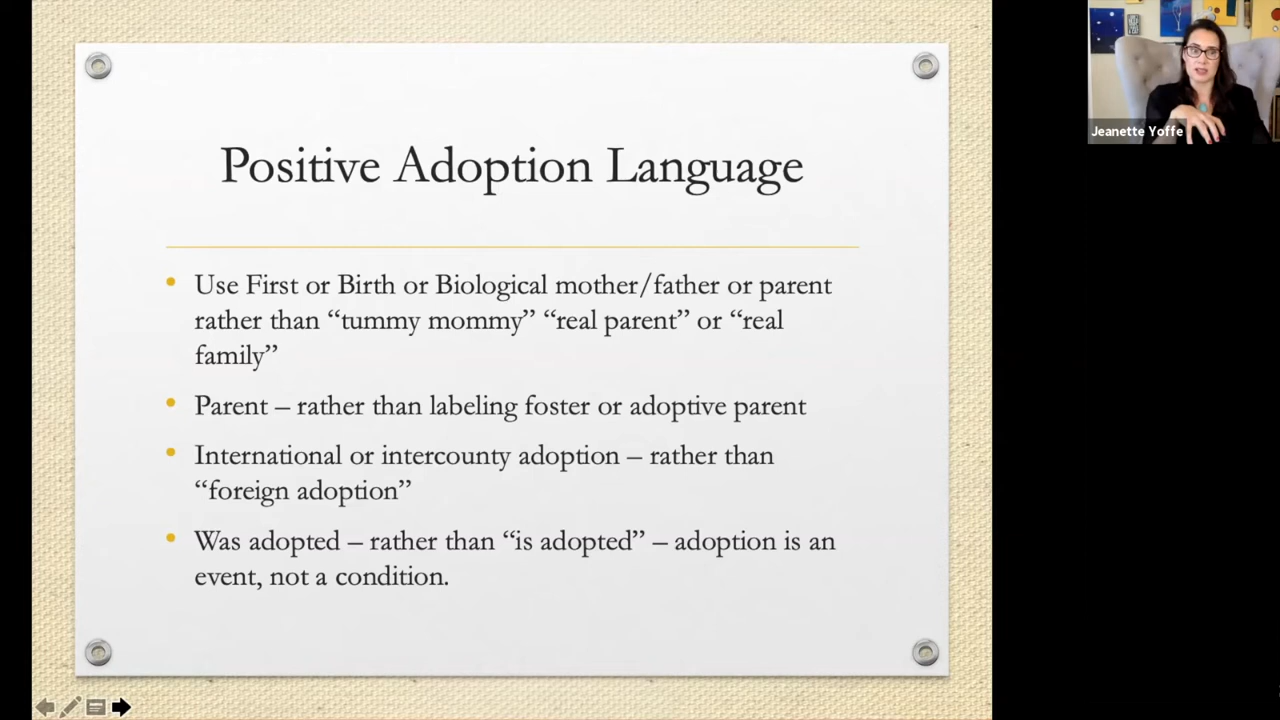 Positive Adoption Language
Use First or Birth or Biological mother/father or parent
rather than “tummy mommy” “real parent” or “real
family”
Parent – rather than labeling foster or adoptive parent
International or intercounty adoption – rather than
“foreign adoption”
Was adopted – rather than “is adopted” – adoption is an
event, not a condition.
Jeanette Yoffe